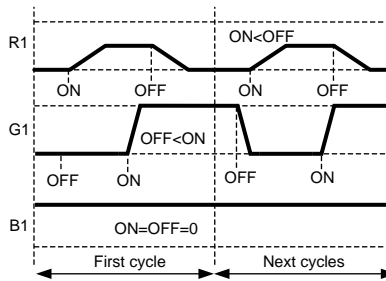 R1
ON<OFF
ON OFF ON OFF
G1
OFF<ON
OFF ON OFF ON
B1
ON=OFF=0
First cycle Next cycles